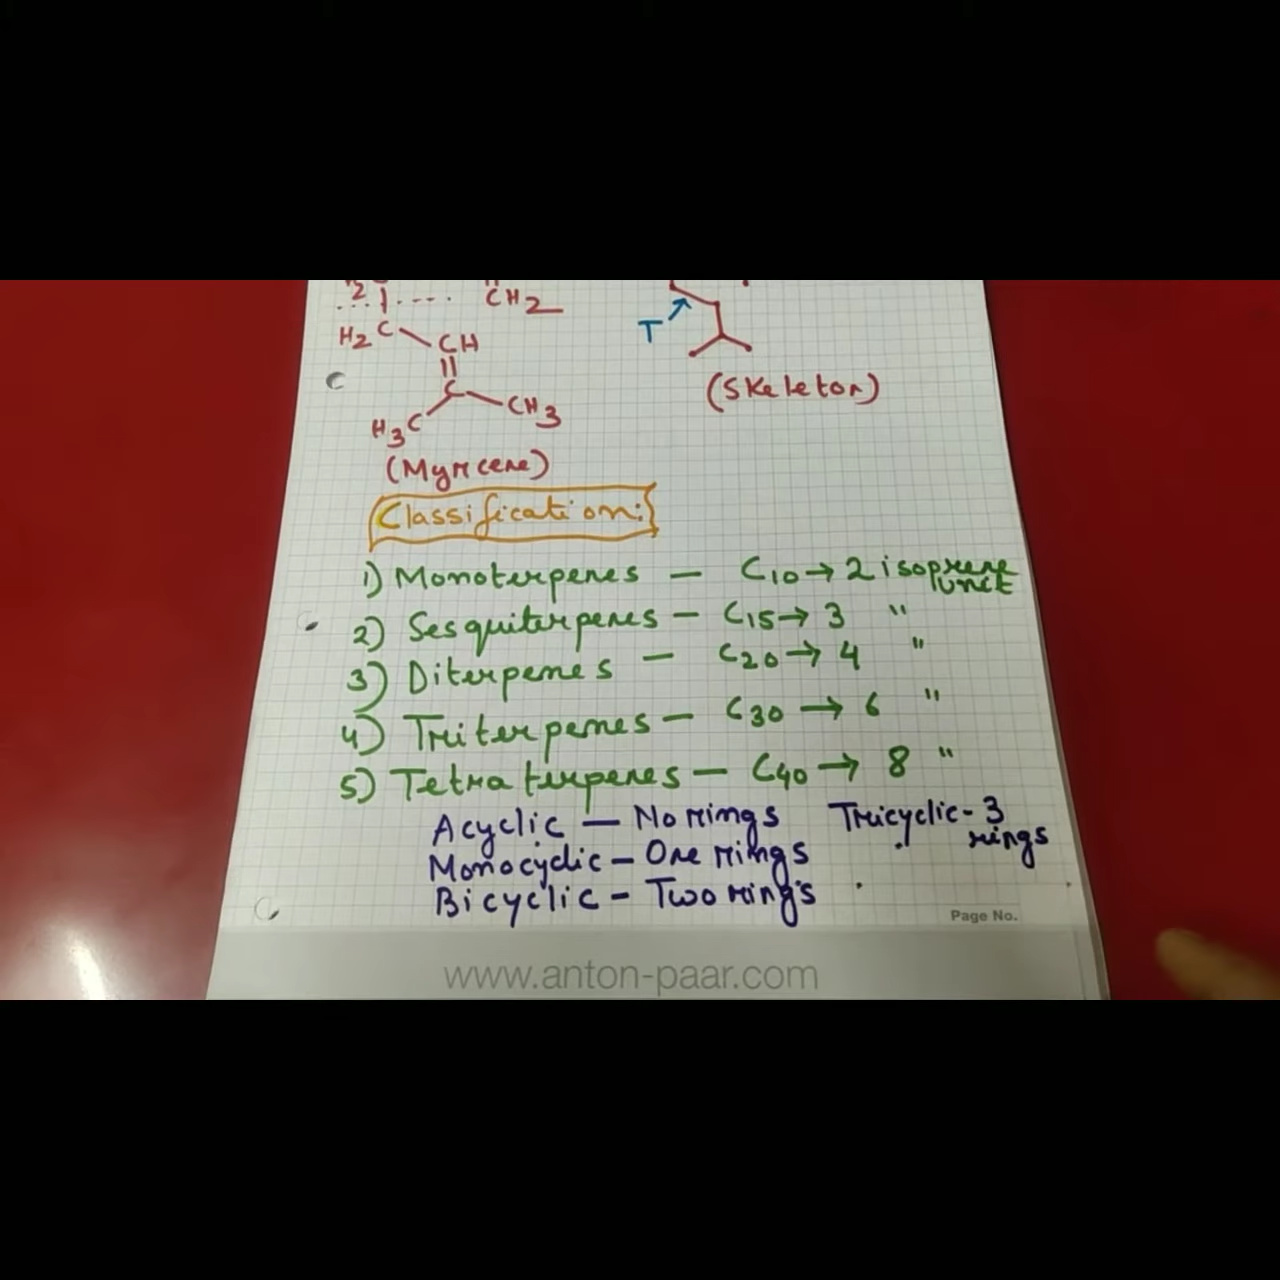 CH2
H2C CH
C
H3C CH3
(Myrcene)
T
(Skeleton)
Classification:
1) Monoterpenes – C10 → 2 isoprene unit
2) Sesquiterpenes – C15 → 3 "
3) Diterpenes – C20 → 4 "
4) Triterpenes – C30 → 6 "
5) Tetraterpenes – C40 → 8 "
Acyclic – No rings Tricyclic - 3 rings
Monocyclic – One rings
Bicyclic – Two rings
Page No.
www.anton-paar.com